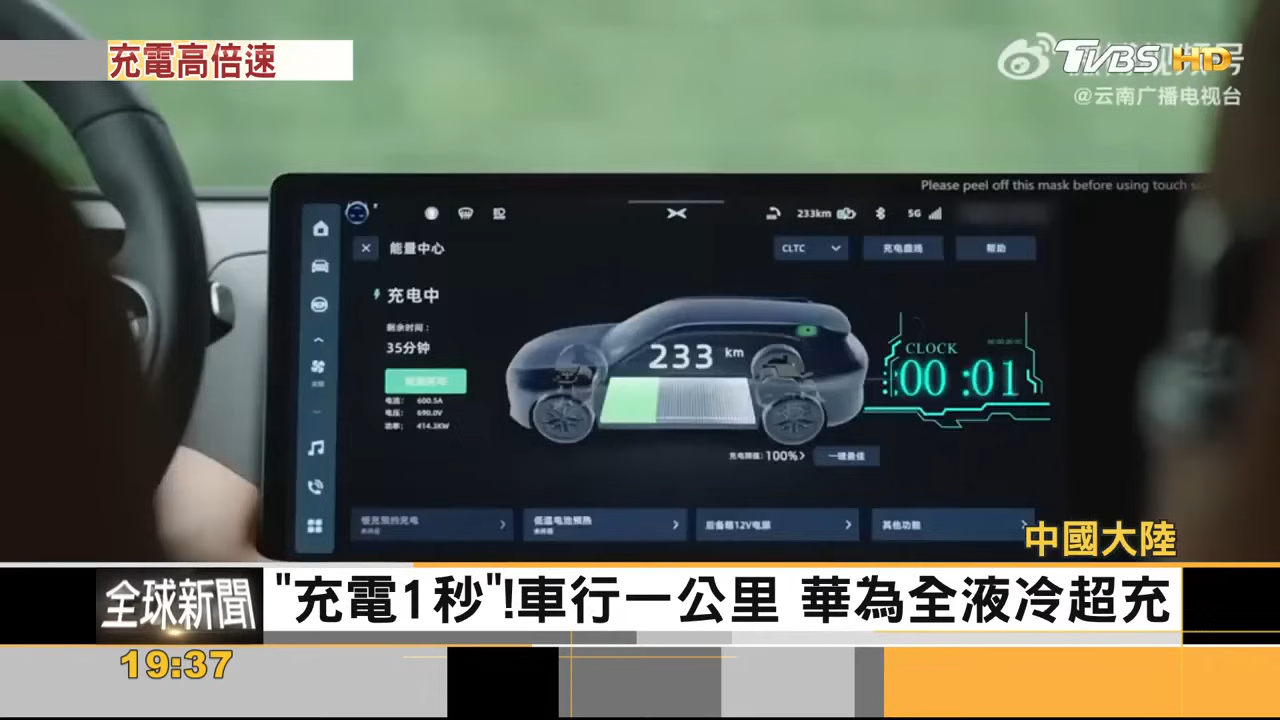 充電高倍速
TVBS HD
@云南广播电视台
Please peel off this mask before using touch
233km
5G
能量中心
CLTC
充电曲线
帮助
充电中
剩余时间：
35分钟
电流： 600.5A
电压： 690.0V
功率： 414.3KW
233 km
CLOCK
00:01
充电限值：100%
一键最佳
低温电池预热
后备箱12V电源
其他功能
中國大陸
全球新聞
"充電1秒"!車行一公里 華為全液冷超充
19:37